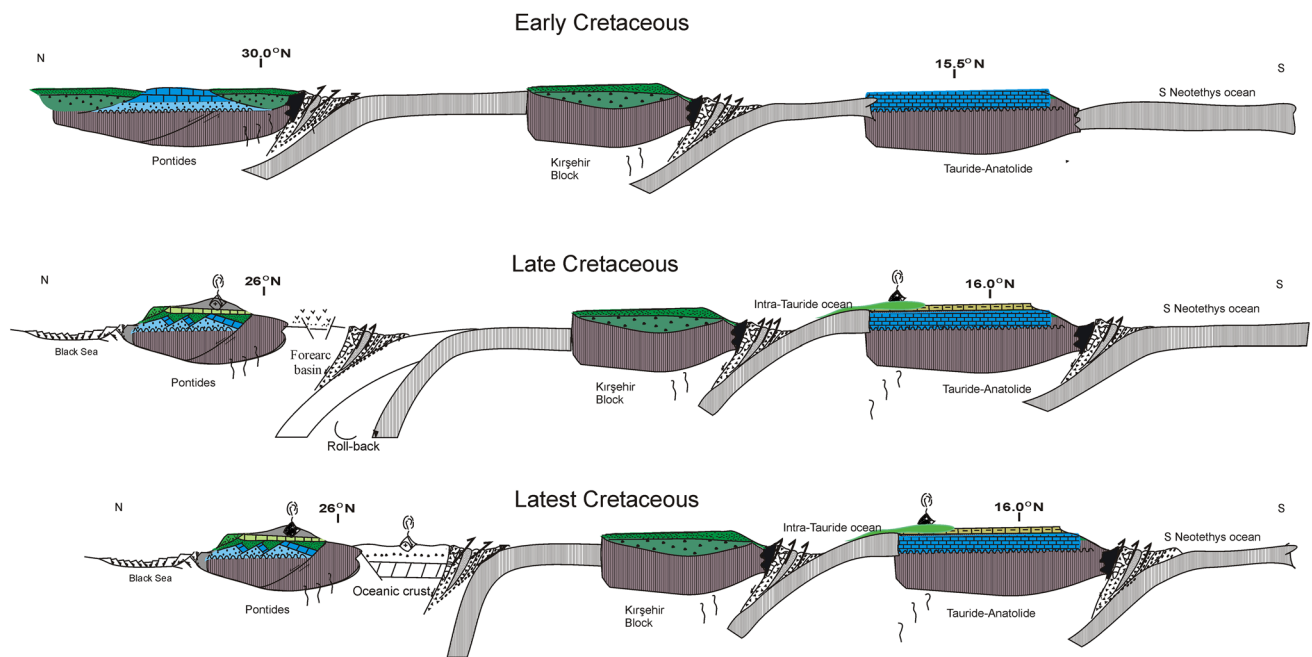 Early Cretaceous
N
30.0°N
15.5°N
S
S Neotethys ocean
Pontides
Kırşehir
Block
Tauride-Anatolide
Late Cretaceous
N
26°N
16.0°N
S
Intra-Tauride ocean
S Neotethys ocean
Black Sea
Forearc
basin
Pontides
Kırşehir
Block
Tauride-Anatolide
Roll-back
Latest Cretaceous
N
26°N
16.0°N
S
Intra-Tauride ocean
S Neotethys ocean
Black Sea
Oceanic crust
Pontides
Kırşehir
Block
Tauride-Anatolide